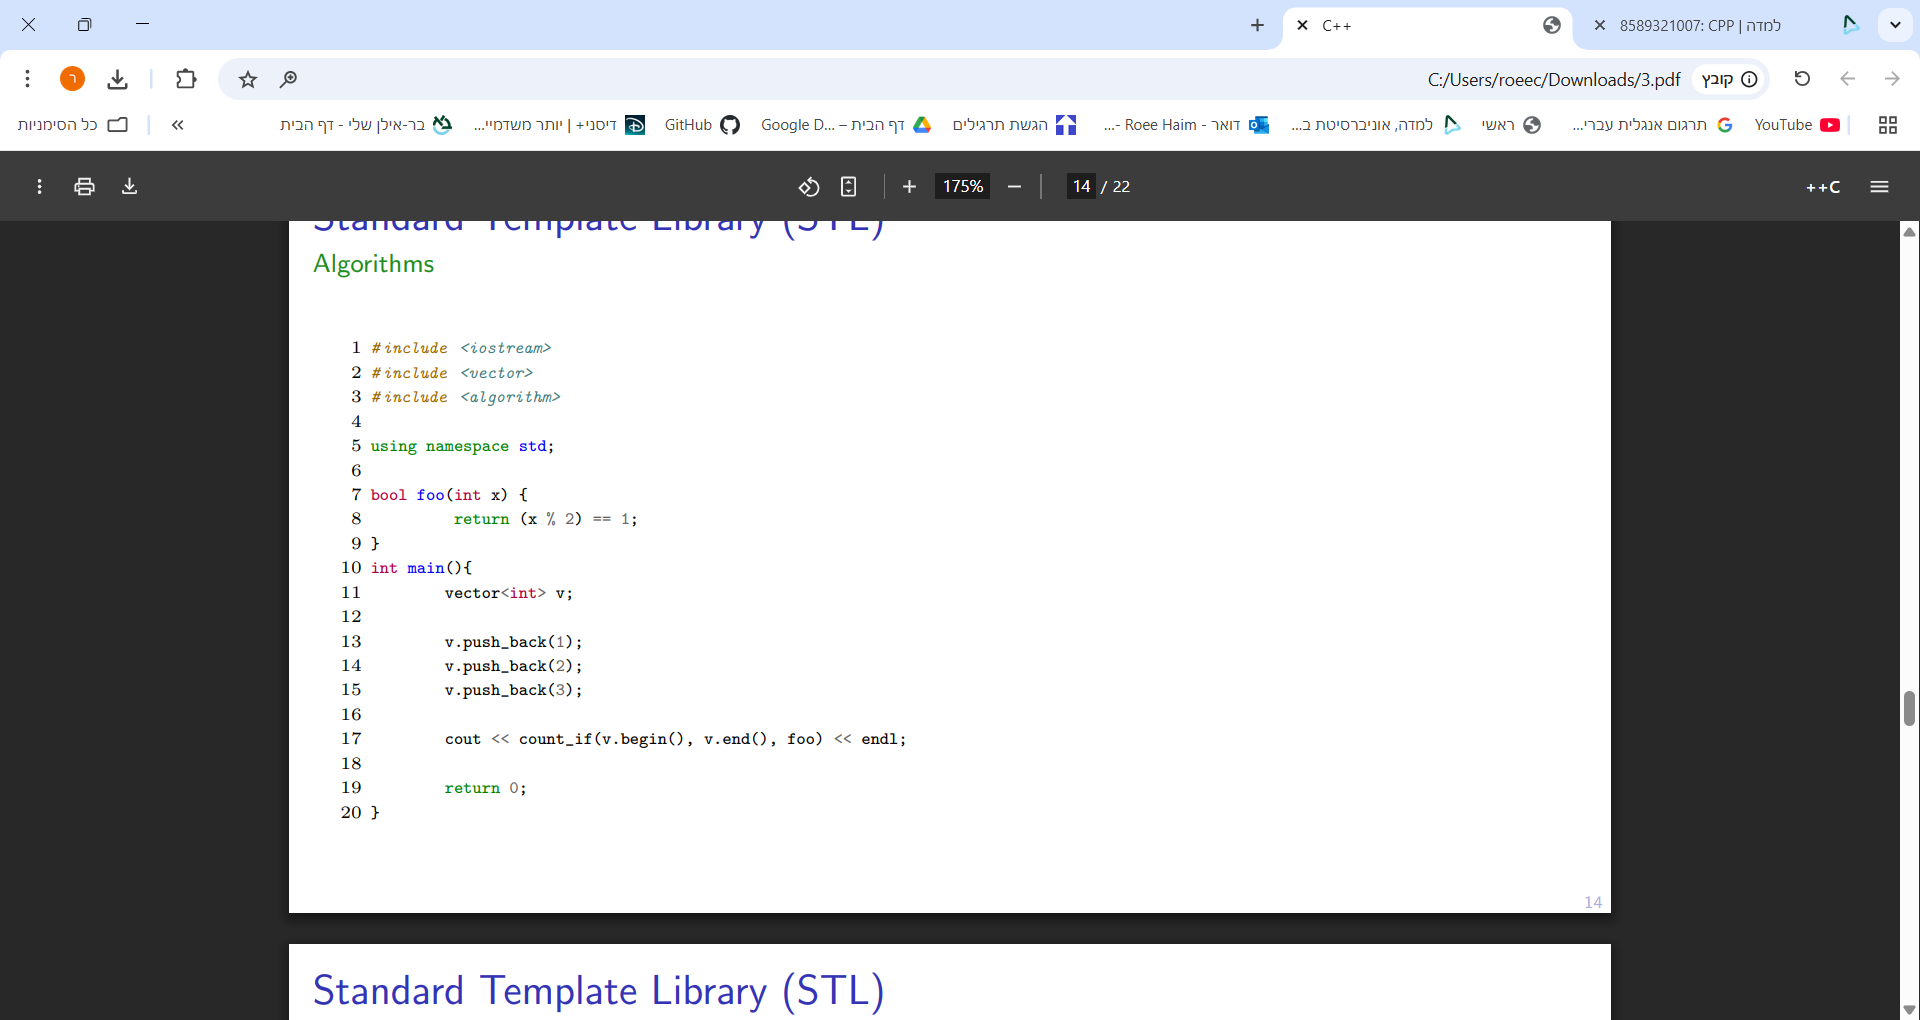 C++
למדה | 8589321007: CPP
C:/Users/roeec/Downloads/3.pdf
קובץ
ר
כל הסימניות
«
בר-אילן שלי - דף הבית
דיסני+ | יותר משדמיי...
GitHub
דף הבית – Google D...
הגשת תרגילים
דואר - Roee Haim -...
למדה, אוניברסיטת ב...
ראשי
תרגום אנגלית עברי...
YouTube
175%
14 / 22
++C
Standard Template Library (STL)
Algorithms
1 #include <iostream>
2 #include <vector>
3 #include <algorithm>
4
5 using namespace std;
6
7 bool foo(int x) {
8 return (x % 2) == 1;
9 }
10 int main(){
11 vector<int> v;
12
13 v.push_back(1);
14 v.push_back(2);
15 v.push_back(3);
16
17 cout << count_if(v.begin(), v.end(), foo) << endl;
18
19 return 0;
20 }
14
Standard Template Library (STL)